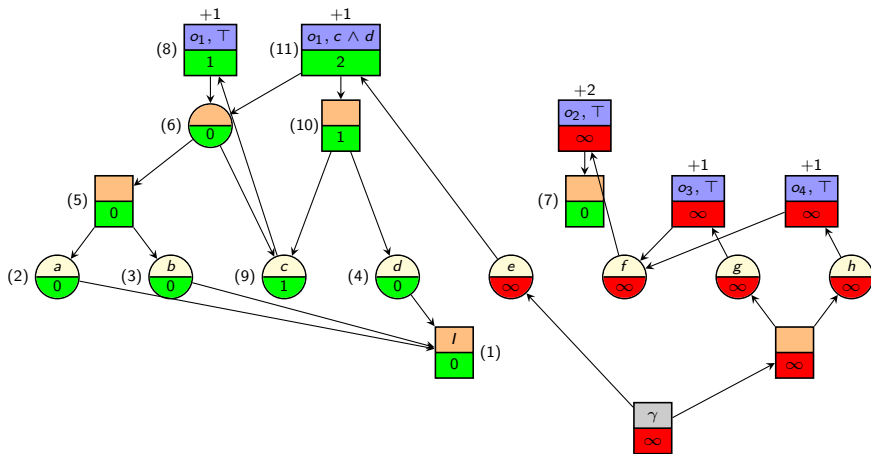 +1
+1
(8)
o₁, ⊤
1
(11)
o₁, c ∧ d
2
+2
o₂, ⊤
∞
(6)
0
(10)
1
+1
+1
(5)
0
(7)
0
o₃, ⊤
∞
o₄, ⊤
∞
(2)
a
0
(3)
b
0
(9)
c
1
(4)
d
0
e
∞
f
∞
g
∞
h
∞
I
0
(1)
∞
γ
∞